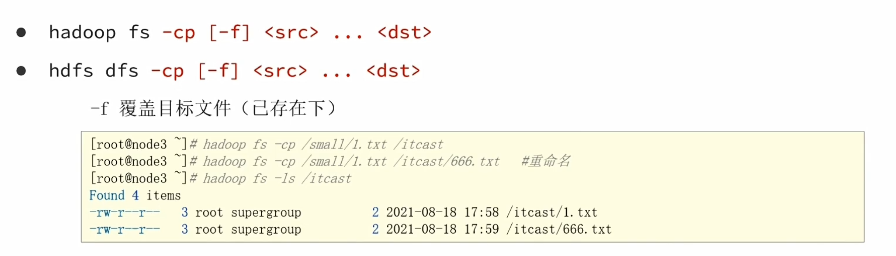 ● hadoop fs -cp [-f] <src> ... <dst>
● hdfs dfs -cp [-f] <src> ... <dst>
-f 覆盖目标文件（已存在下）
[root@node3 ~]# hadoop fs -cp /small/1.txt /itcast
[root@node3 ~]# hadoop fs -cp /small/1.txt /itcast/666.txt   #重命名
[root@node3 ~]# hadoop fs -ls /itcast
Found 4 items
-rw-r--r--   3 root supergroup          2 2021-08-18 17:58 /itcast/1.txt
-rw-r--r--   3 root supergroup          2 2021-08-18 17:59 /itcast/666.txt